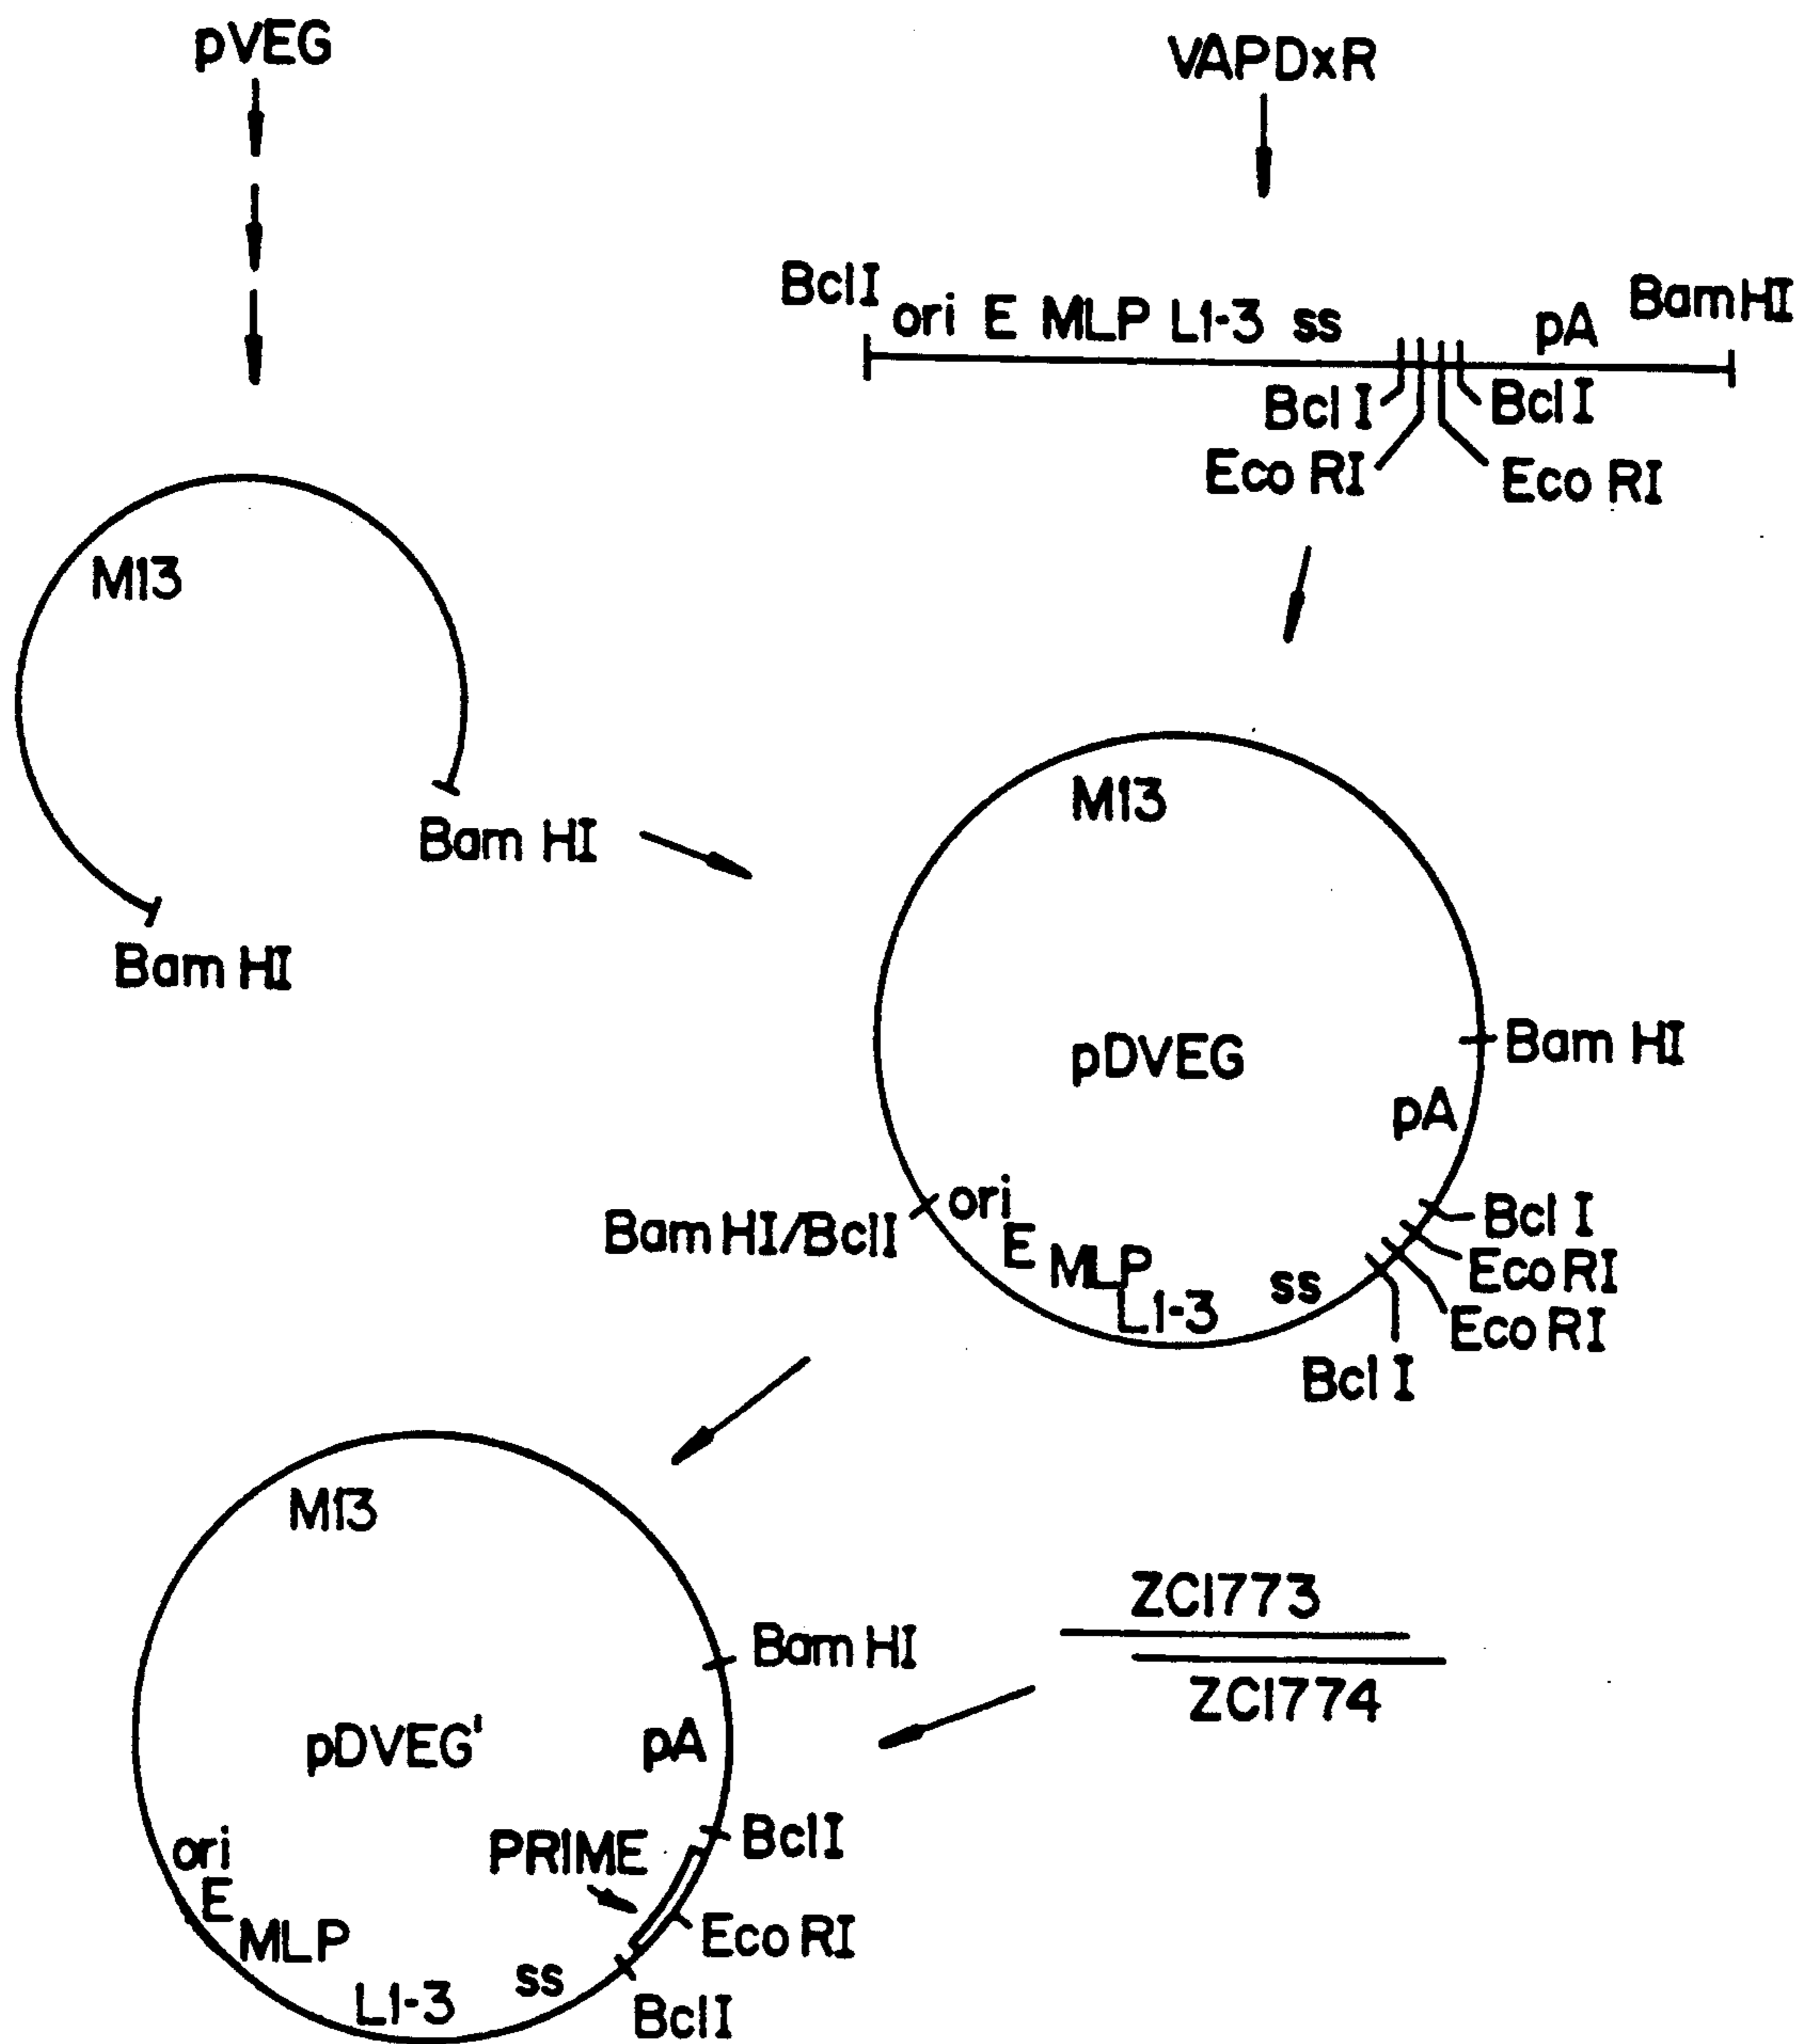 pVEG
VAPDxR
BclI
ori E MLP L1-3 ss
pA
BamHI
Bcl I
Bcl I
Eco RI
Eco RI
M13
Bam HI
Bam HI
M13
pDVEG
Bam HI
pA
Bam HI/BclI
ori
E
MLP
L1-3
ss
Bcl I
Eco RI
Eco RI
Bcl I
M13
Bam HI
pDVEG'
pA
ZC1773
ZC1774
PRIME
BclI
ori
E
MLP
L1-3
ss
Eco RI
BclI